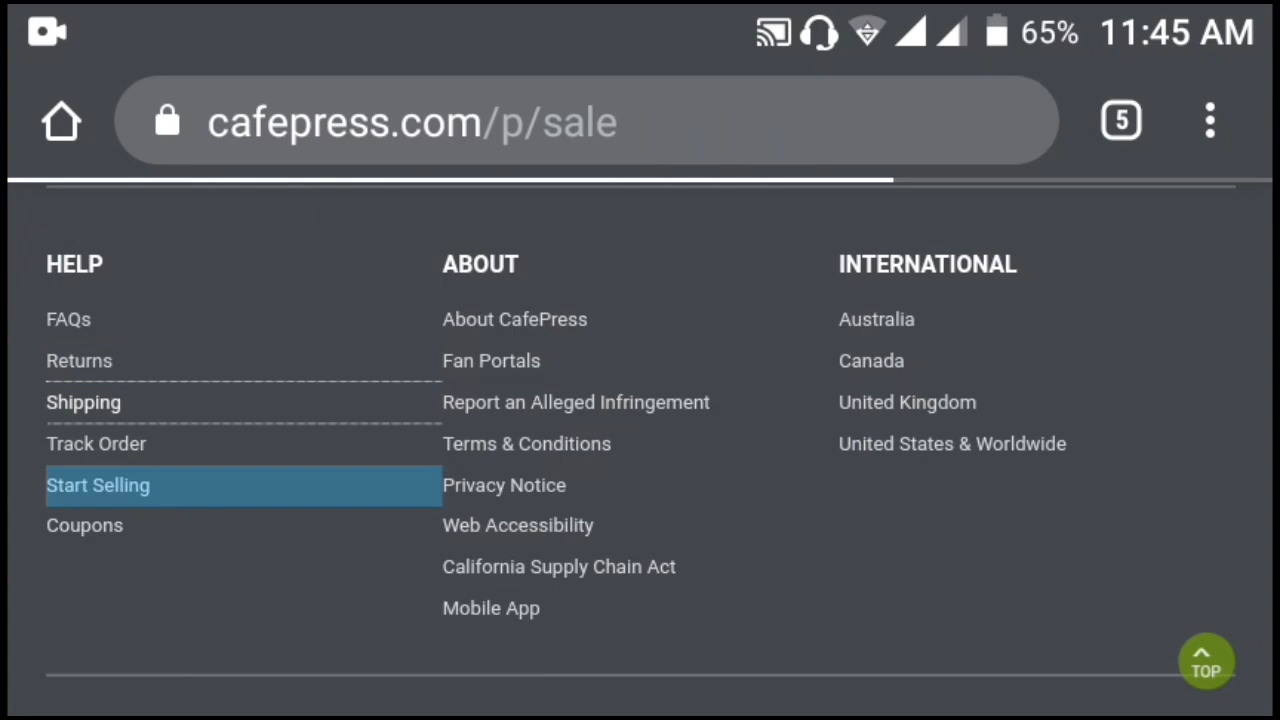 65% 11:45 AM
cafepress.com/p/sale
5
HELP
FAQs
Returns
Shipping
Track Order
Start Selling
Coupons
ABOUT
About CafePress
Fan Portals
Report an Alleged Infringement
Terms & Conditions
Privacy Notice
Web Accessibility
California Supply Chain Act
Mobile App
INTERNATIONAL
Australia
Canada
United Kingdom
United States & Worldwide
TOP